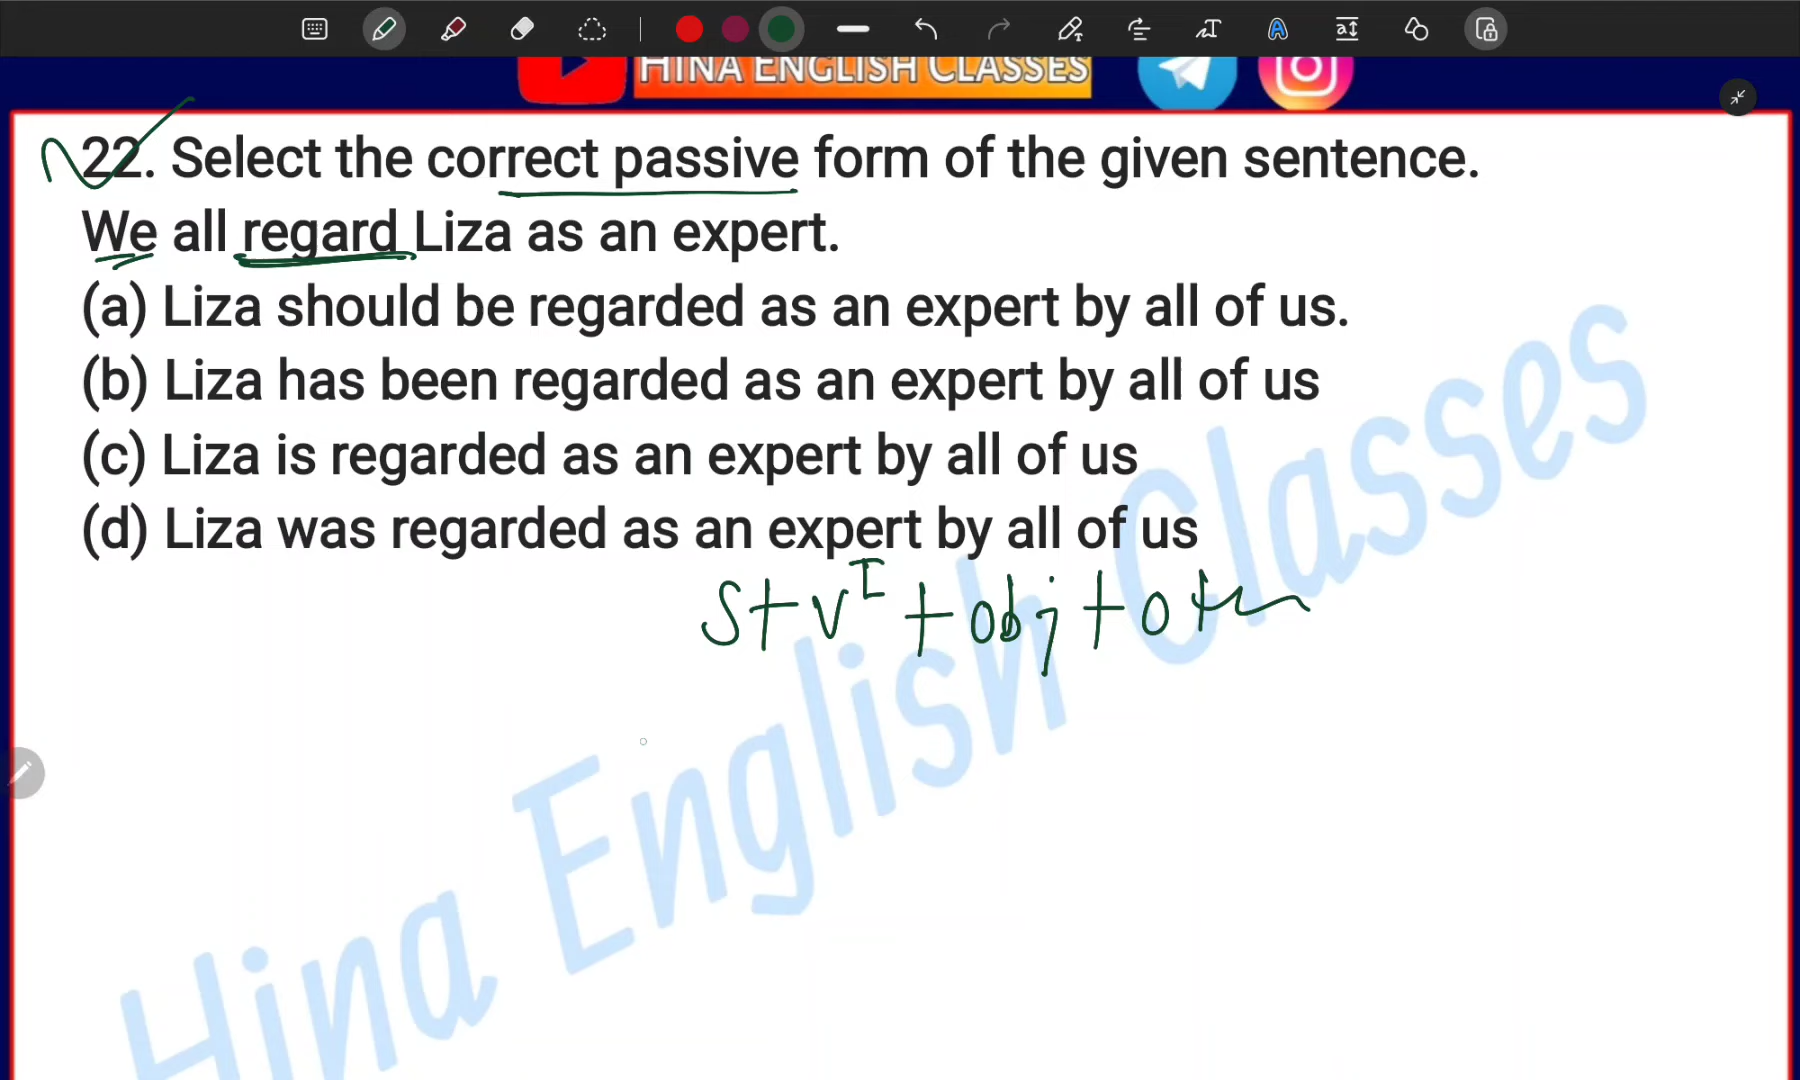 HINA ENGLISH CLASSES
22. Select the correct passive form of the given sentence.
We all regard Liza as an expert.
(a) Liza should be regarded as an expert by all of us.
(b) Liza has been regarded as an expert by all of us
(c) Liza is regarded as an expert by all of us
(d) Liza was regarded as an expert by all of us
S+V^I+obj+oth
Hina English Classes